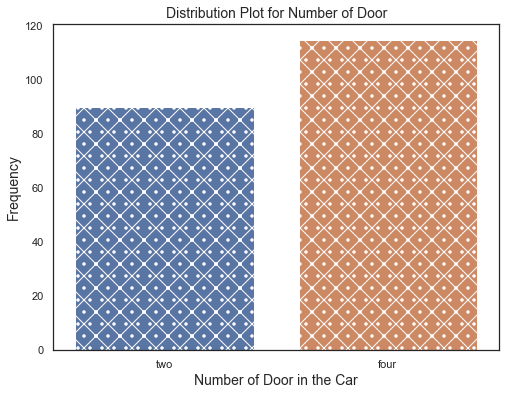 Distribution Plot for Number of Door
120
100
80
60
40
20
0
Frequency
two four
Number of Door in the Car